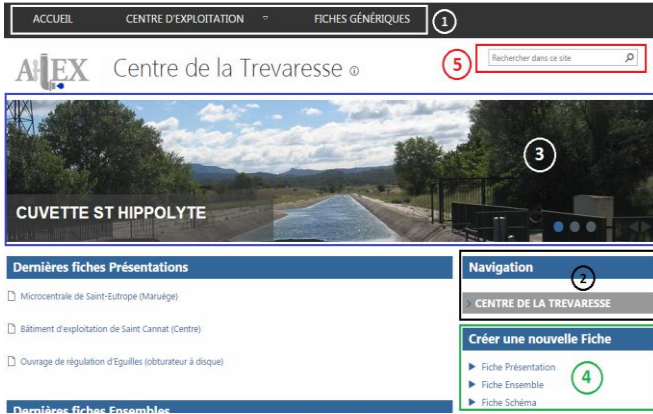 ACCUEIL CENTRE D'EXPLOITATION FICHES GÉNÉRIQUES 1
ALEX Centre de la Trevaresse
5 Rechercher dans ce site
3
CUVETTE ST HIPPOLYTE
Dernières fiches Présentations
Microcentrale de Saint-Eutrope (Maruège)
Bâtiment d'exploitation de Saint Cannat (Centre)
Ouvrage de régulation d'Eguilles (obturateur à disque)
Dernières fiches Ensembles
Navigation
2
CENTRE DE LA TREVARESSE
Créer une nouvelle Fiche
Fiche Présentation
Fiche Ensemble
Fiche Schéma
4